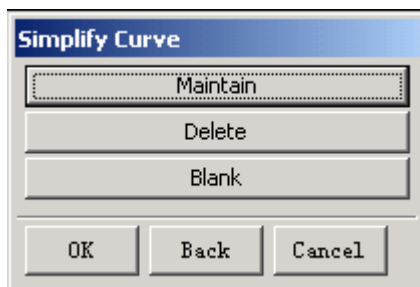 Simplify Curve
Maintain
Delete
Blank
OK Back Cancel